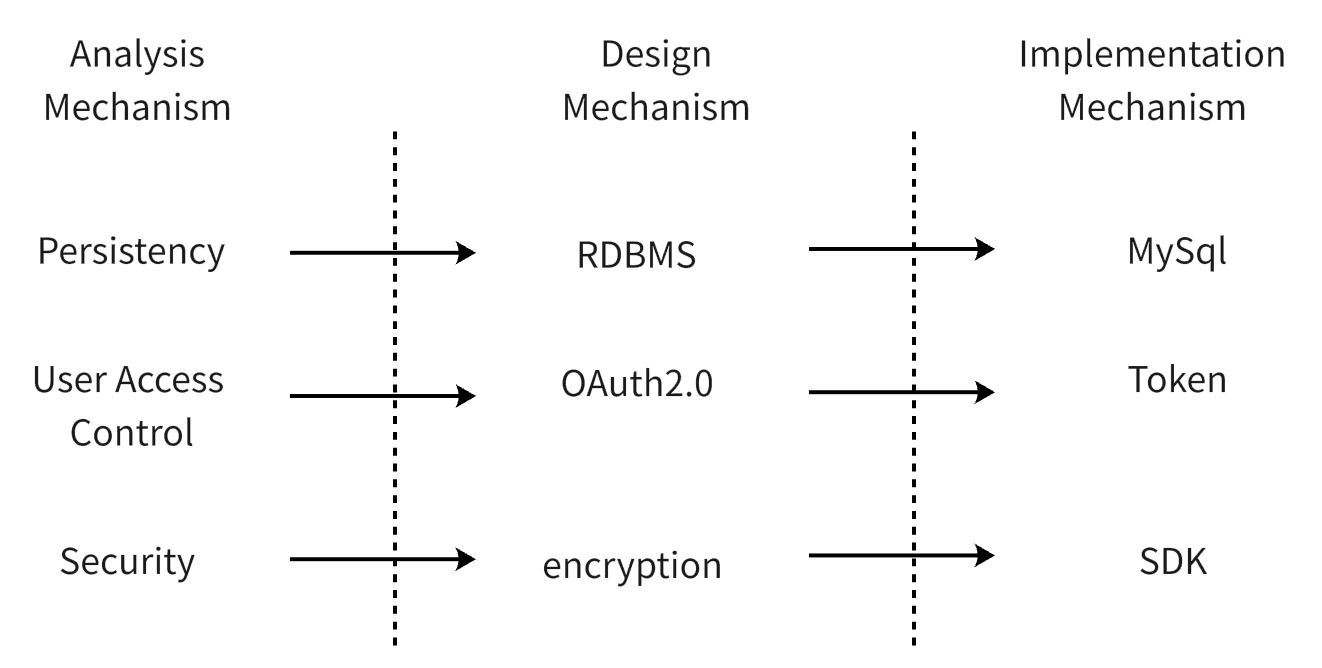 Analysis
Mechanism
Design
Mechanism
Implementation
Mechanism
Persistency
RDBMS
MySql
User Access
Control
OAuth2.0
Token
Security
encryption
SDK